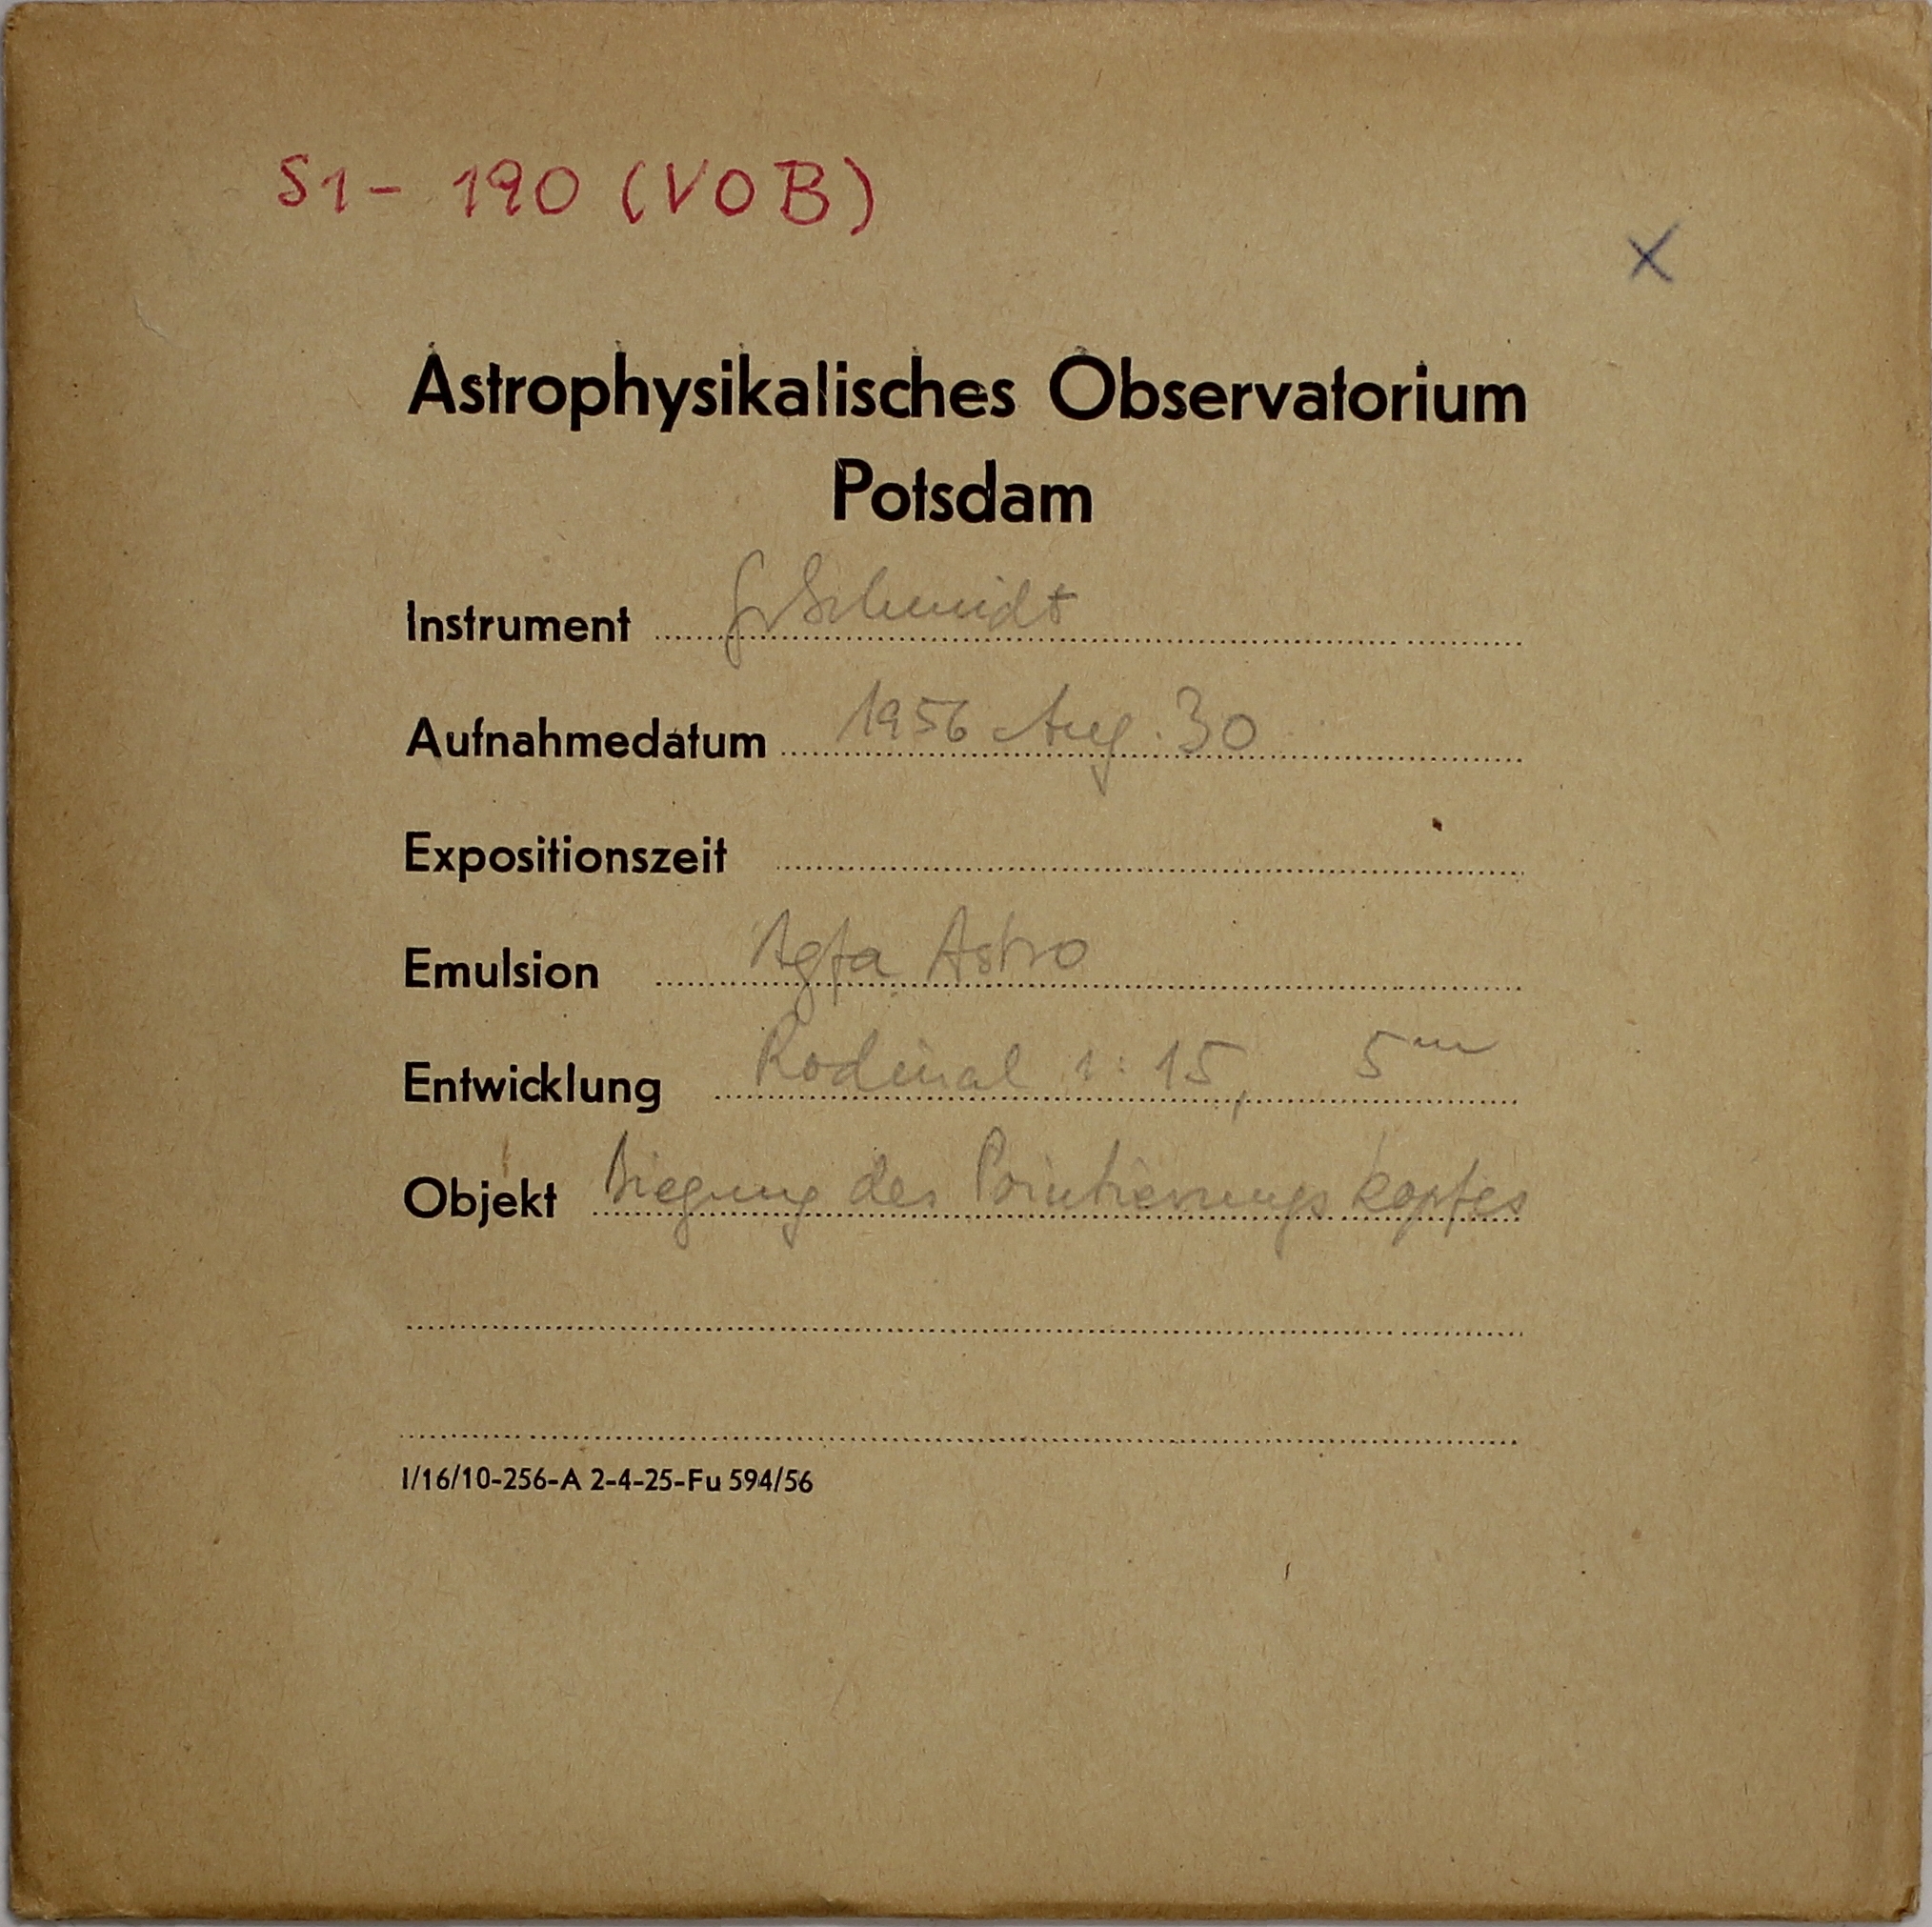 S1- 190 (VOB)
X
Astrophysikalisches Observatorium
Potsdam
Instrument Gr Schmidt
Aufnahmedatum 1956 Aug. 30
Expositionszeit
Emulsion Agfa Astro
Entwicklung Rodinal 1:15, 5ᵐ
Objekt Biegung des Pointierungskopfes
I/16/10-256-A 2-4-25-Fu 594/56